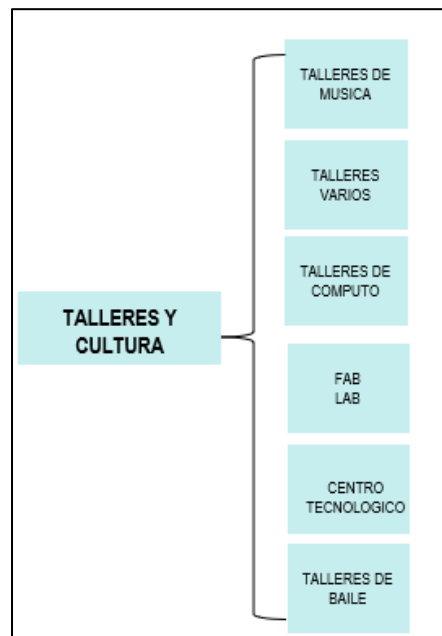 TALLERES DE
MUSICA
TALLERES
VARIOS
TALLERES DE
COMPUTO
TALLERES Y
CULTURA
FAB
LAB
CENTRO
TECNOLOGICO
TALLERES DE
BAILE